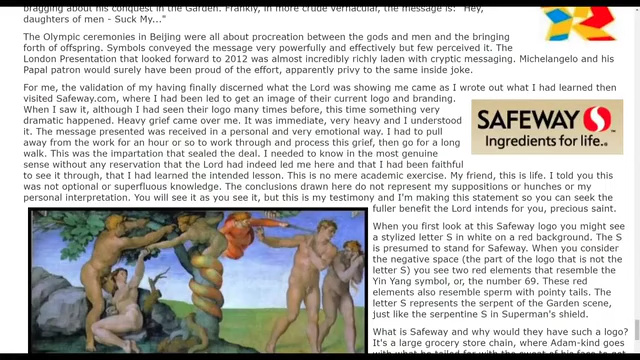 bragging about his conquest in the Garden. Frankly, in more crude vernacular, the message is: "Hey,
daughters of men - Suck My..."
The Olympic ceremonies in Beijing were all about procreation between the gods and men and the bringing
forth of offspring. Symbols conveyed the message very powerfully and effectively but few perceived it. The
London Presentation that looked forward to 2012 was almost incredibly richly laden with cryptic messaging. Michelangelo and his
Papal patron would surely have been proud of the effort, apparently privy to the same inside joke.
For me, the validation of my having finally discerned what the Lord was showing me came as I wrote out what I had learned then
visited Safeway.com, where I had been led to get an image of their current logo and branding.
When I saw it, although I had seen their logo many times before, this time something very
dramatic happened. Heavy grief came over me. It was immediate, very heavy and I understood
it. The message presented was received in a personal and very emotional way. I had to pull
away from the work for an hour or so to work through and process this grief, then go for a long
walk. This was the impartation that sealed the deal. I needed to know in the most genuine
sense without any reservation that the Lord had indeed led me here and that I had been faithful
to see it through, that I had learned the intended lesson. This is no mere academic exercise. My friend, this is life. I told you this
was not optional or superfluous knowledge. The conclusions drawn here do not represent my suppositions or hunches or my
personal interpretation. You will see it as you see it, but this is my testimony and I'm making this statement so you can seek the
fuller benefit the Lord intends for you, precious saint.
SAFEWAY
Ingredients for life.
When you first look at this Safeway logo you might see
a stylized letter S in white on a red background. The S
is presumed to stand for Safeway. When you consider
the negative space (the part of the logo that is not the
letter S) you see two red elements that resemble the
Yin Yang symbol, or, the number 69. These red
elements also resemble sperm with pointy tails. The
letter S represents the serpent of the Garden scene,
just like the serpentine S in Superman's shield.
What is Safeway and why would they have such a logo?
It's a large grocery store chain, where Adam-kind goes